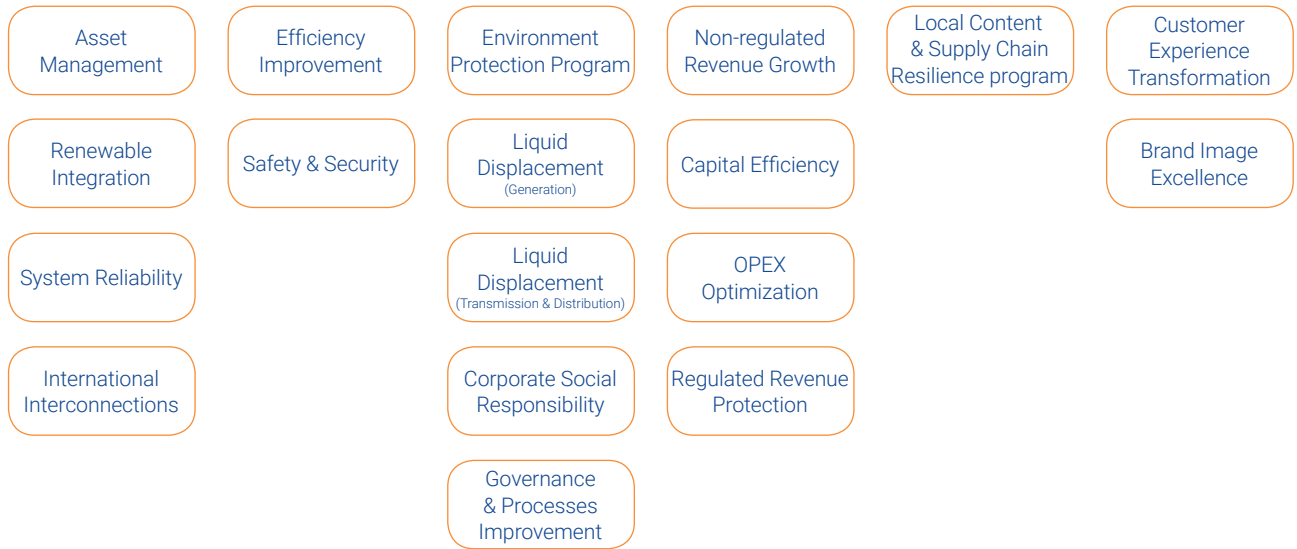 Asset
Management
Efficiency
Improvement
Environment
Protection Program
Non-regulated
Revenue Growth
Local Content
& Supply Chain
Resilience program
Customer
Experience
Transformation
Renewable
Integration
Safety & Security
Liquid
Displacement
(Generation)
Capital Efficiency
Brand Image
Excellence
System Reliability
Liquid
Displacement
(Transmission & Distribution)
OPEX
Optimization
International
Interconnections
Corporate Social
Responsibility
Regulated Revenue
Protection
Governance
& Processes
Improvement